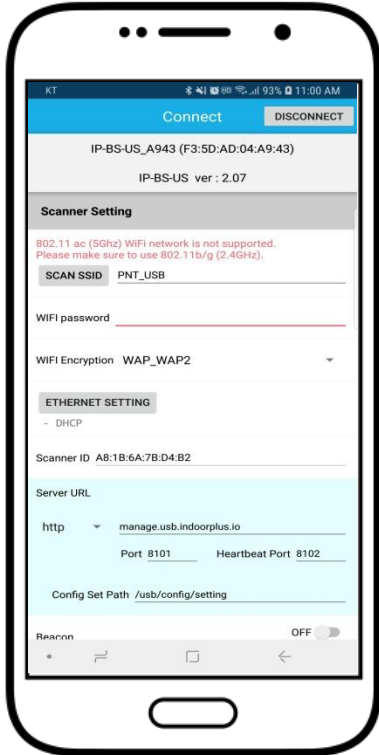 KT 93% 11:00 AM
Connect DISCONNECT
IP-BS-US_A943 (F3:5D:AD:04:A9:43)
IP-BS-US ver : 2.07
Scanner Setting
802.11 ac (5Ghz) WiFi network is not supported.
Please make sure to use 802.11b/g (2.4GHz).
SCAN SSID PNT_USB
WIFI password
WIFI Encryption WAP_WAP2
ETHERNET SETTING
- DHCP
Scanner ID A8:1B:6A:7B:D4:B2
Server URL
http manage.usb.indoorplus.io
Port 8101 Heartbeat Port 8102
Config Set Path /usb/config/setting
Beacon OFF